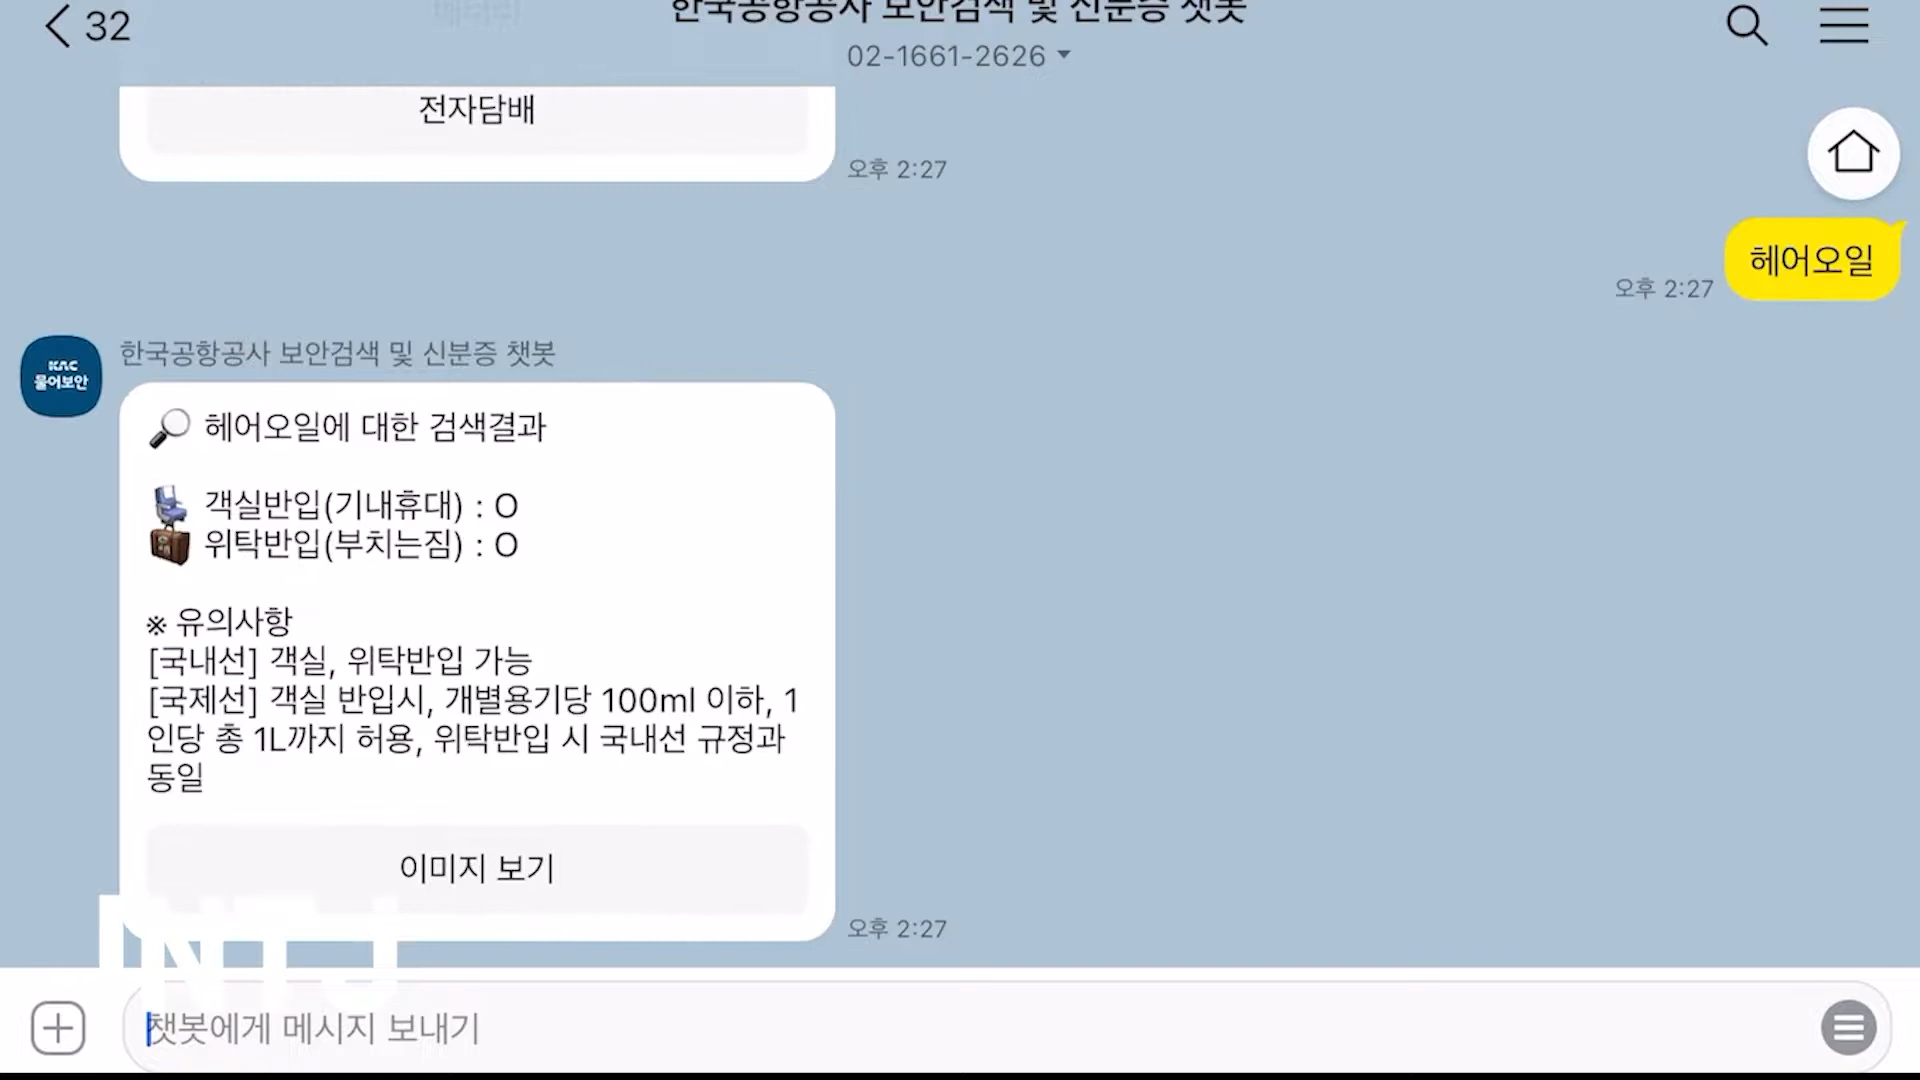 32
한국공항공사 보안검색 및 신분증 챗봇
02-1661-2626
전자담배
오후 2:27
헤어오일
오후 2:27
KAC
물어보안
한국공항공사 보안검색 및 신분증 챗봇
헤어오일에 대한 검색결과
객실반입(기내휴대) : O
위탁반입(부치는짐) : O
※ 유의사항
[국내선] 객실, 위탁반입 가능
[국제선] 객실 반입시, 개별용기당 100ml 이하, 1
인당 총 1L까지 허용, 위탁반입 시 국내선 규정과
동일
이미지 보기
오후 2:27
INTJ
챗봇에게 메시지 보내기